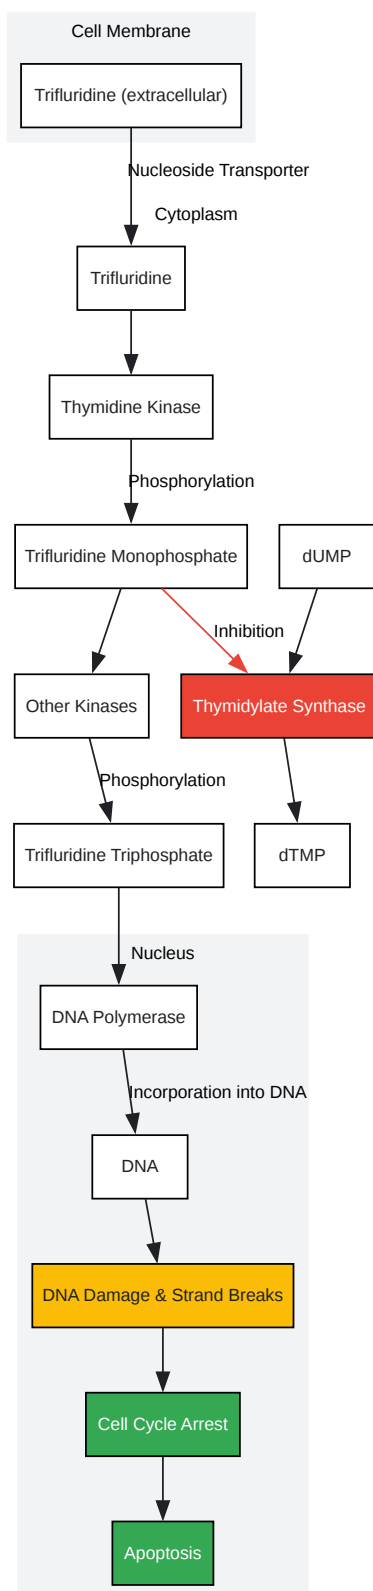 Cell Membrane
Trifluridine (extracellular)
Nucleoside Transporter
Cytoplasm
Trifluridine
Thymidine Kinase
Phosphorylation
Trifluridine Monophosphate
dUMP
Inhibition
Other Kinases
Thymidylate Synthase
Phosphorylation
Trifluridine Triphosphate
dTMP
Nucleus
DNA Polymerase
Incorporation into DNA
DNA
DNA Damage & Strand Breaks
Cell Cycle Arrest
Apoptosis